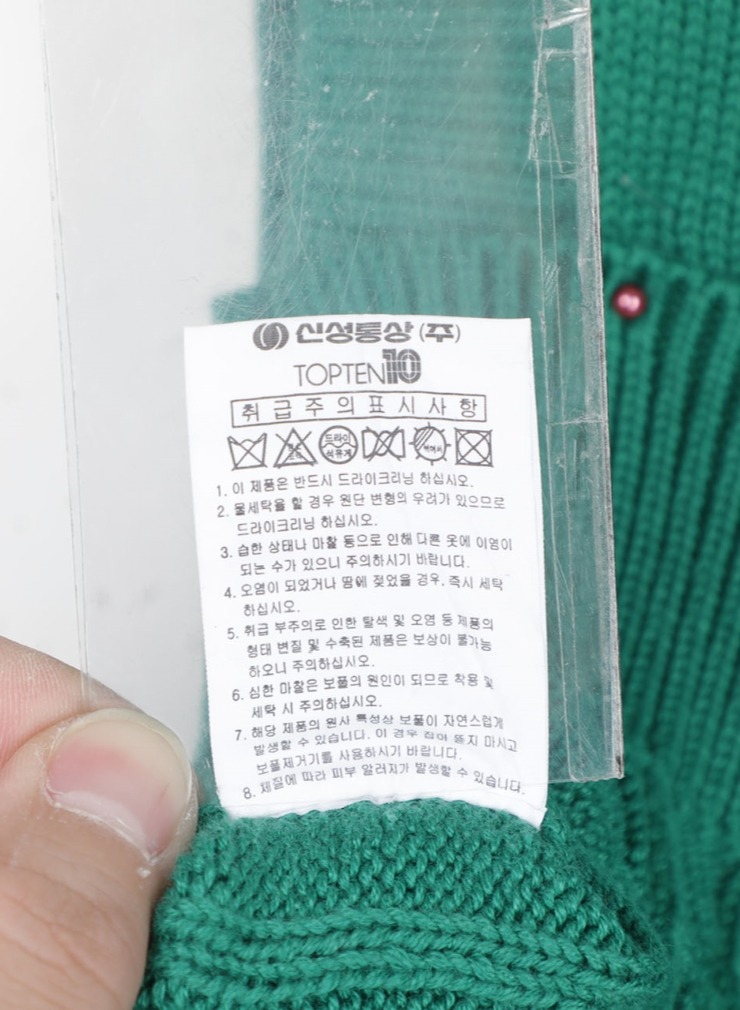 신성통상(주)
TOPTEN10
취급주의표시사항
드라이
석유계
1. 이 제품은 반드시 드라이크리닝 하십시오.
2. 물세탁을 할 경우 원단 변형의 우려가 있으므로
드라이크리닝 하십시오.
3. 습한 상태나 마찰 등으로 인해 다른 옷에 이염이
되는 수가 있으니 주의하시기 바랍니다.
4. 오염이 되었거나 땀에 젖었을 경우, 즉시 세탁
하십시오.
5. 취급 부주의로 인한 탈색 및 오염 등 제품의
형태 변질 및 수축된 제품은 보상이 불가능
하오니 주의하십시오.
6. 심한 마찰은 보풀의 원인이 되므로 착용 및
세탁 시 주의하십시오.
7. 해당 제품의 원사 특성상 보풀이 자연스럽게
발생할 수 있습니다. 이 경우 잡아 뜯지 마시고
보풀제거기를 사용하시기 바랍니다.
8. 재질에 따라 피부 알러지가 발생할 수 있습니다.